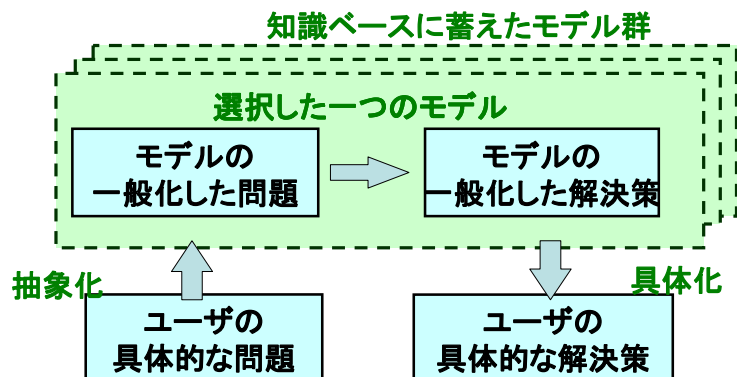 知識ベースに蓄えたモデル群
選択した一つのモデル
モデルの
一般化した問題
モデルの
一般化した解決策
抽象化
具体化
ユーザの
具体的な問題
ユーザの
具体的な解決策